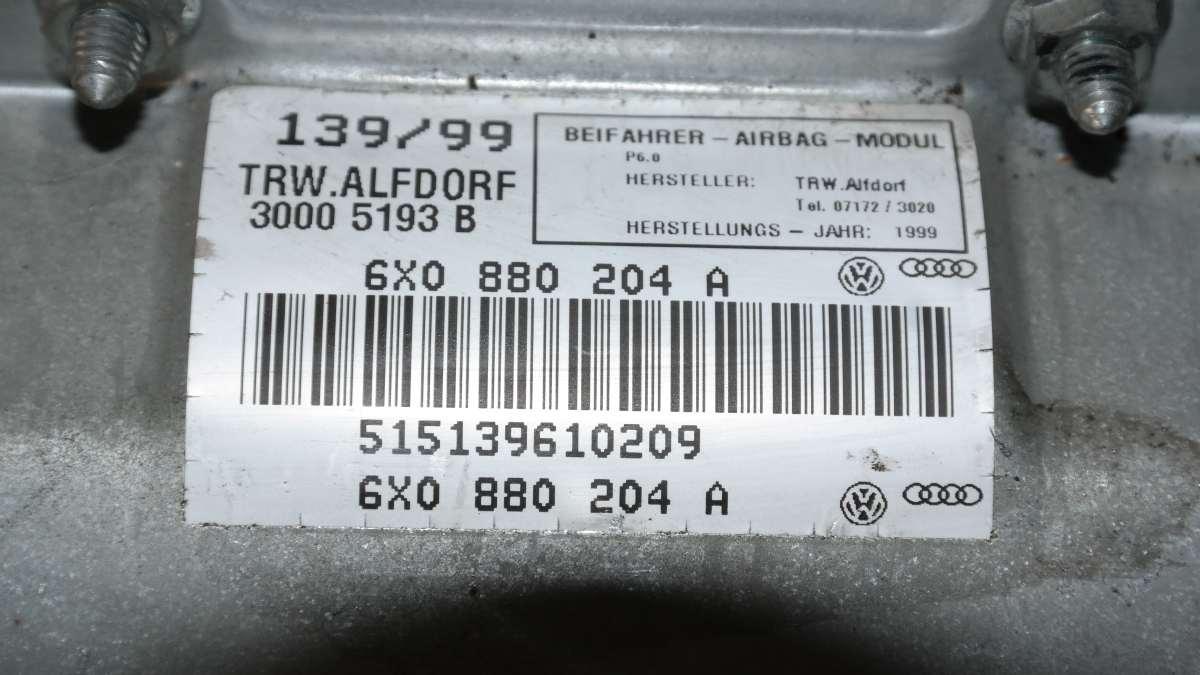 139/99
TRW.ALFDORF
3000 5193 B
BEIFAHRER - AIRBAG - MODUL
P6.0
HERSTELLER: TRW.Alfdorf
Tel. 07172 / 3020
HERSTELLUNGS - JAHR: 1999
6X0 880 204 A
515139610209
6X0 880 204 A